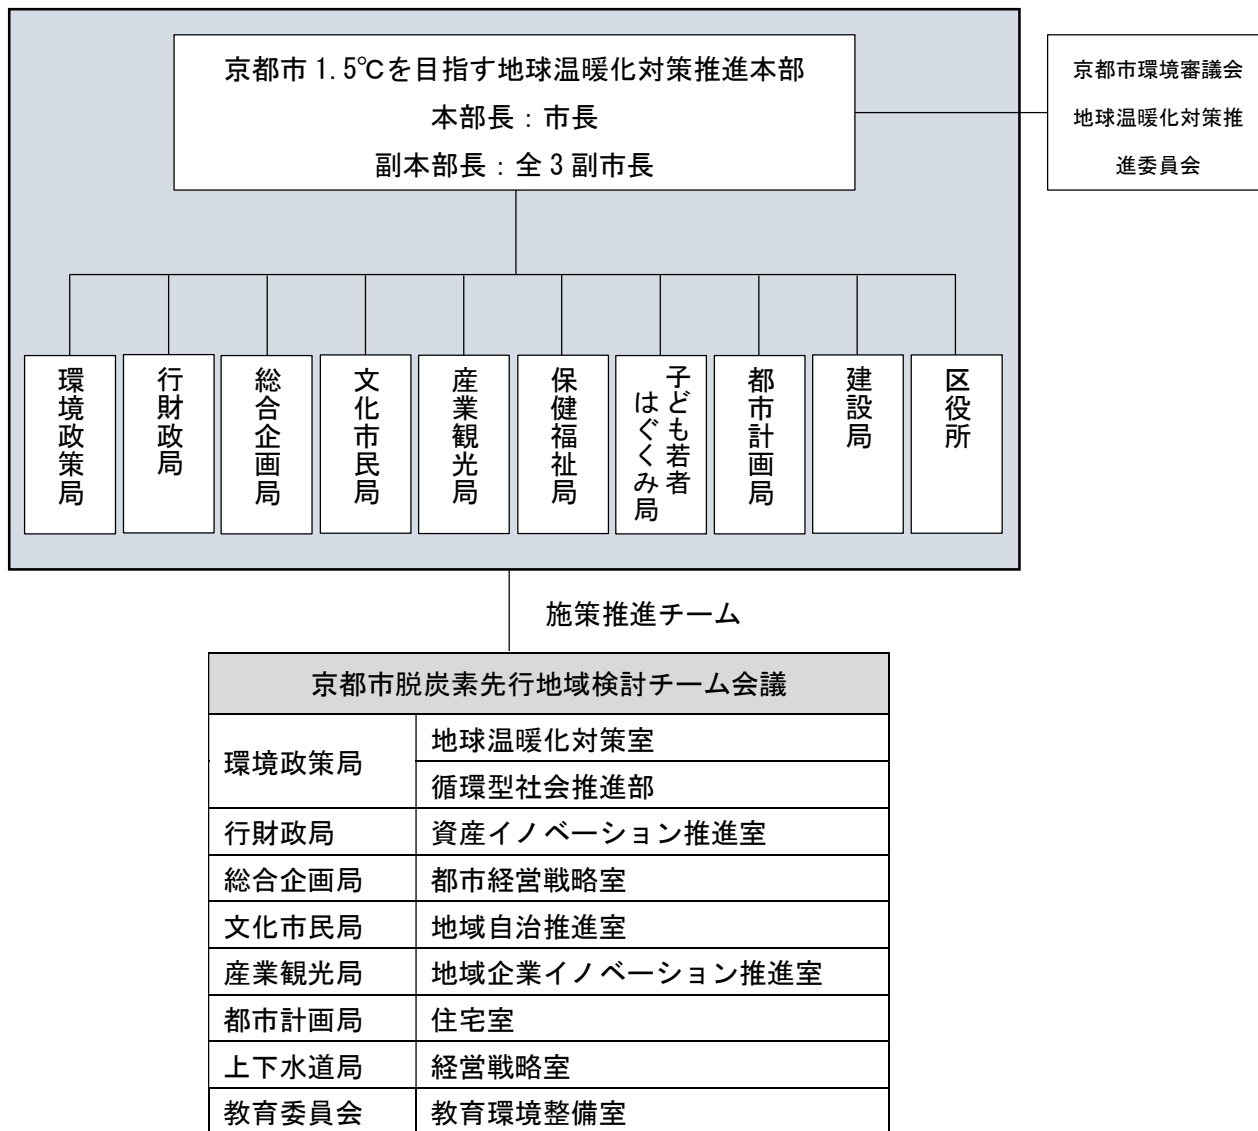 京都市 1.5℃を目指す地球温暖化対策推進本部
本部長：市長
副本部長：全 3 副市長
京都市環境審議会
地球温暖化対策推
進委員会
環境政策局
行財政局
総合企画局
文化市民局
産業観光局
保健福祉局
子ども若者
はぐくみ局
都市計画局
建設局
区役所
施策推進チーム
京都市脱炭素先行地域検討チーム会議
環境政策局
地球温暖化対策室
循環型社会推進部
行財政局 資産イノベーション推進室
総合企画局 都市経営戦略室
文化市民局 地域自治推進室
産業観光局 地域企業イノベーション推進室
都市計画局 住宅室
上下水道局 経営戦略室
教育委員会 教育環境整備室